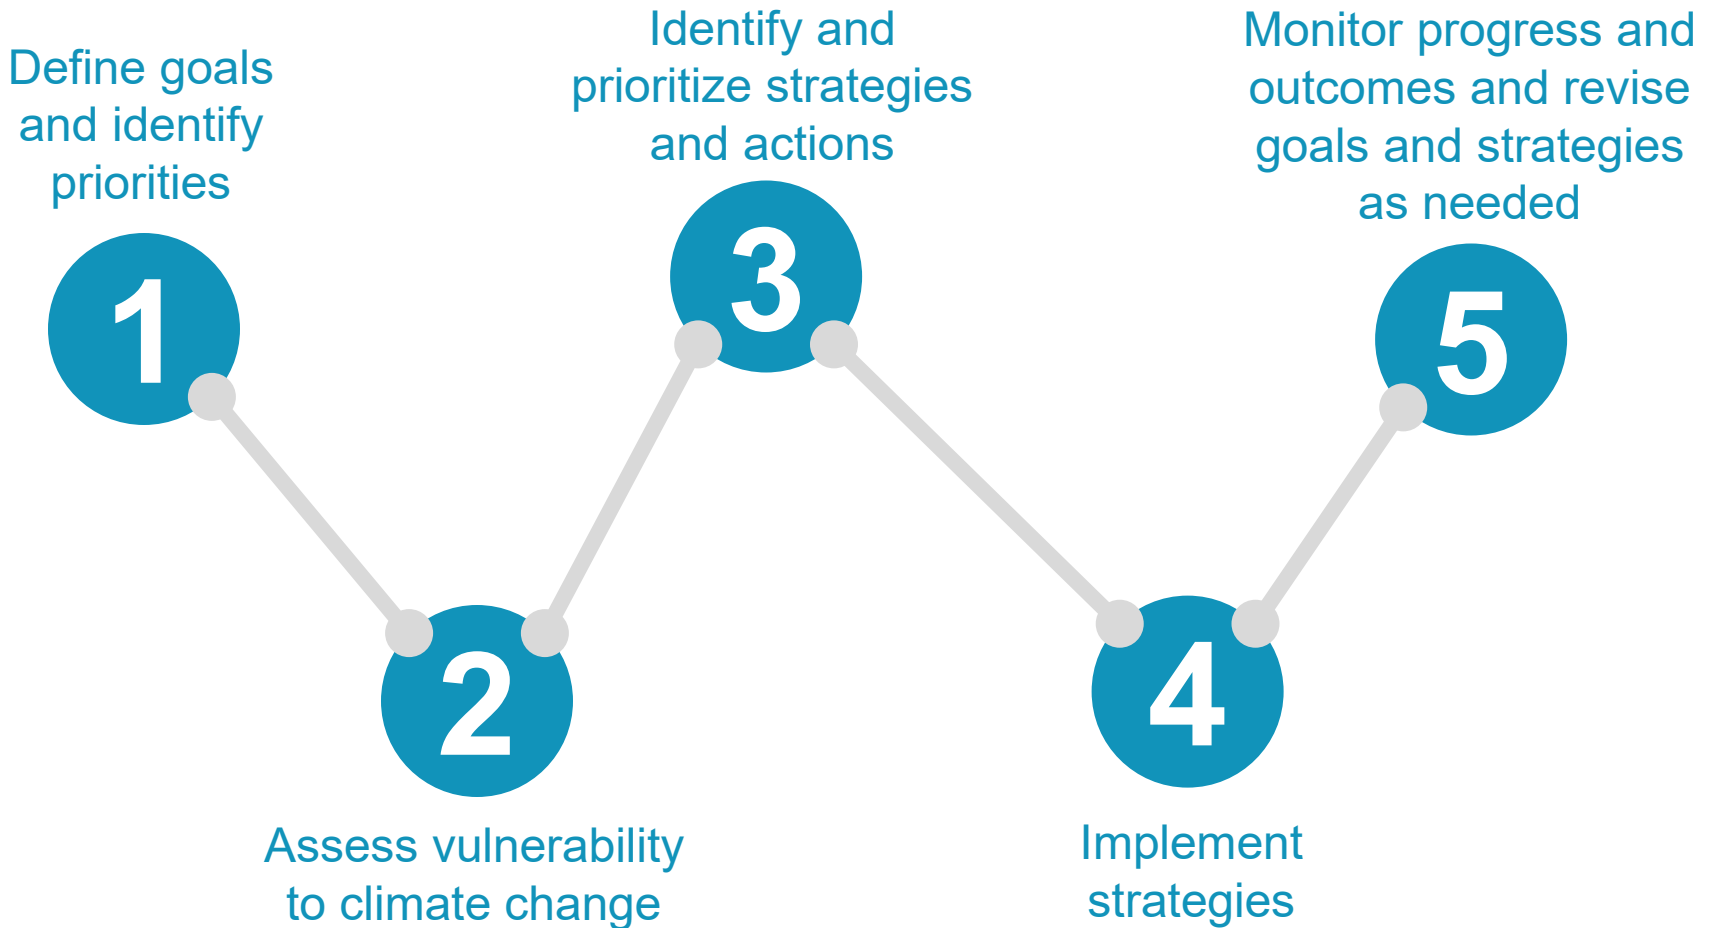 Define goals
and identify
priorities
1
2
Assess vulnerability
to climate change
Identify and
prioritize strategies
and actions
3
4
Implement
strategies
Monitor progress and
outcomes and revise
goals and strategies
as needed
5